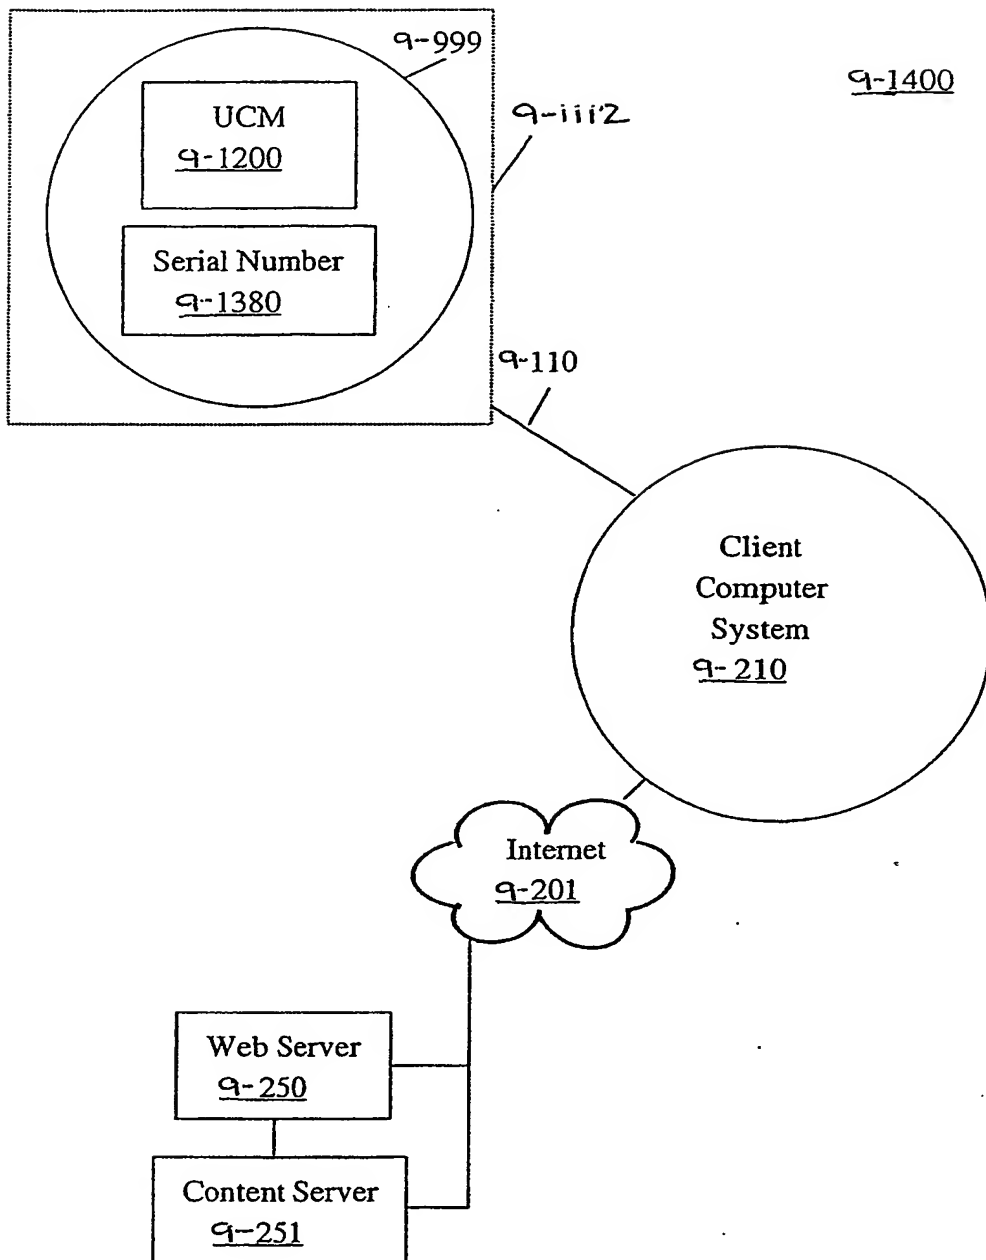 9-999
9-1400
UCM
9-1200
9-iii2
Serial Number
9-1380
9-110
Client
Computer
System
9-210
Internet
9-201
Web Server
9-250
Content Server
9-251